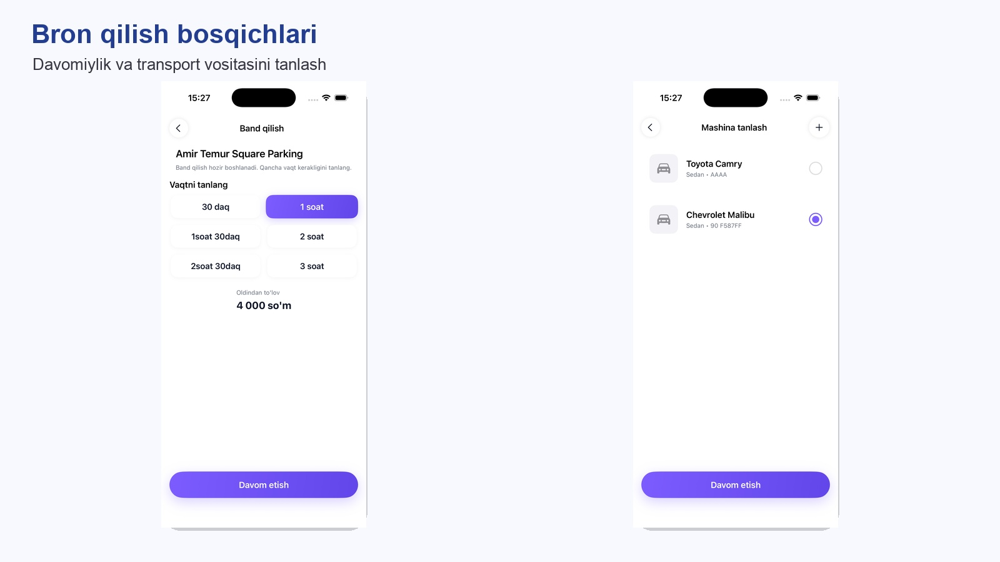 Bron qilish bosqichlari
Davomiylik va transport vositasini tanlash
15:27
Band qilish
Amir Temur Square Parking
Band qilish hozir boshlanadi. Qancha vaqt kerakligini tanlang.
Vaqtni tanlang
30 daq
1 soat
1soat 30daq
2 soat
2soat 30daq
3 soat
Oldindan to'lov
4 000 so'm
Davom etish
15:27
Mashina tanlash
Toyota Camry
Sedan • AAAA
Chevrolet Malibu
Sedan • 90 F587FF
Davom etish